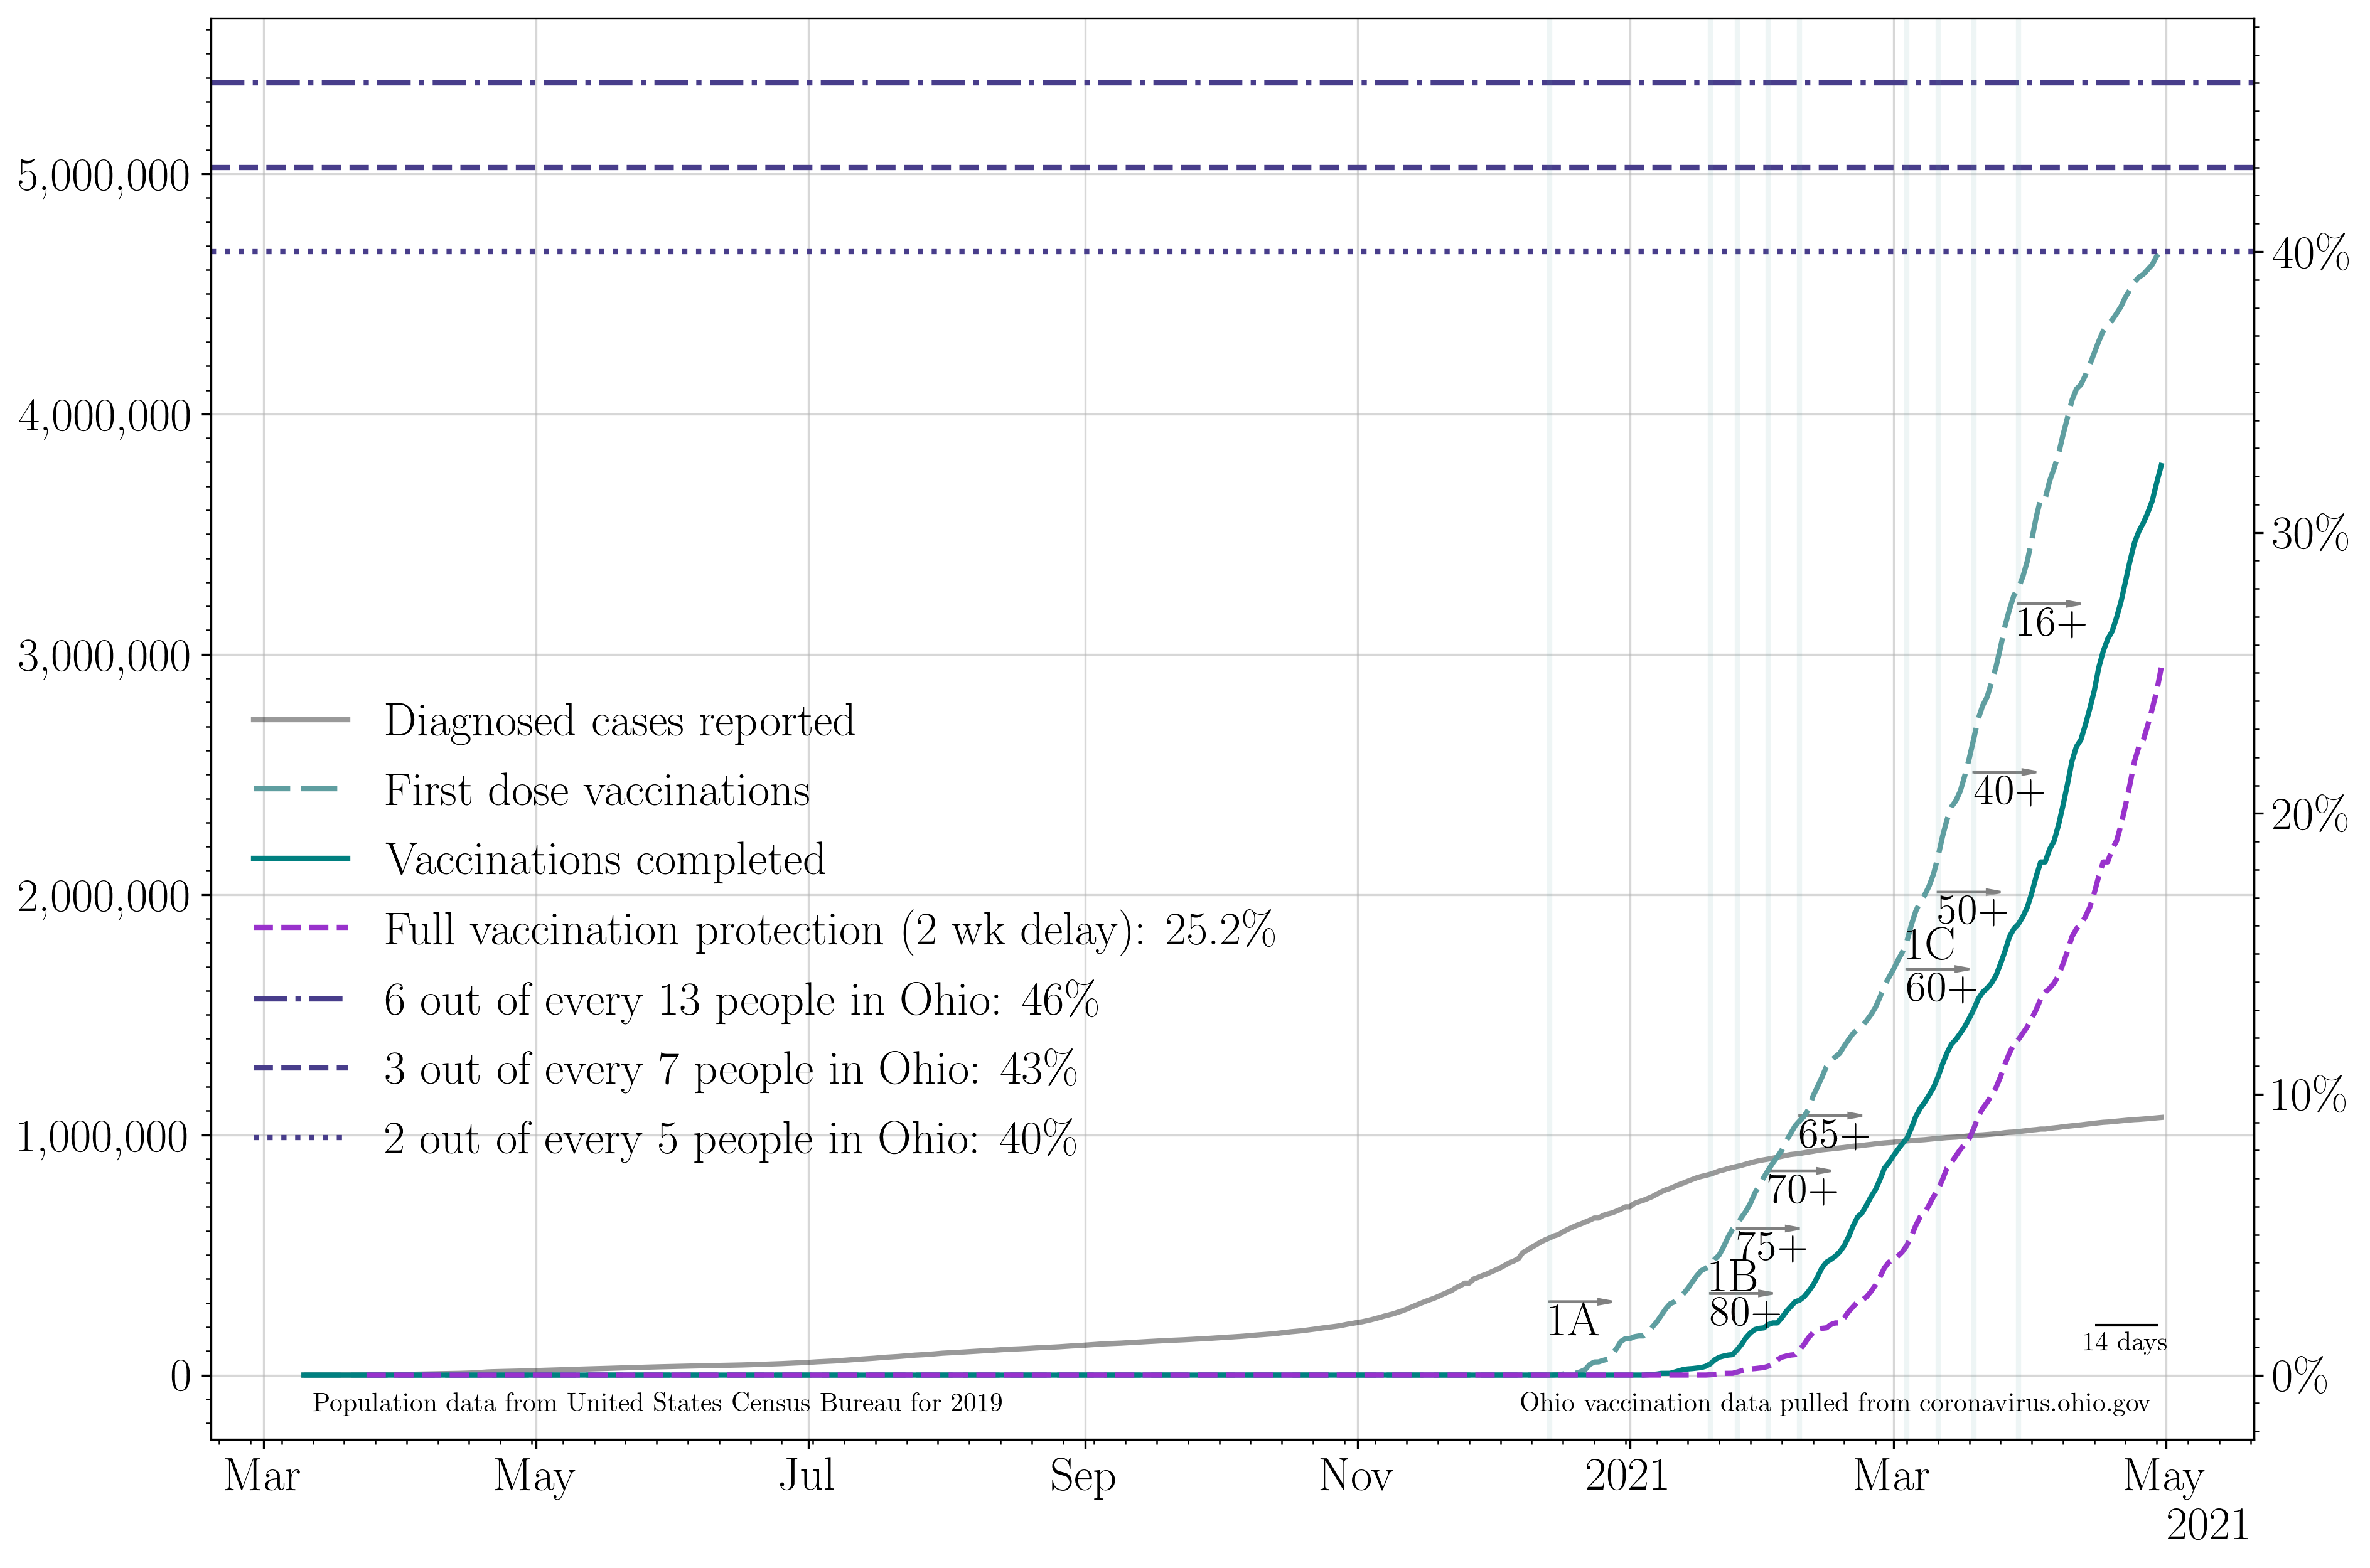 5,000,000
4,000,000
3,000,000
2,000,000
1,000,000
0
40%
30%
20%
10%
0%
Diagnosed cases reported
First dose vaccinations
Vaccinations completed
Full vaccination protection (2 wk delay): 25.2%
6 out of every 13 people in Ohio: 46%
3 out of every 7 people in Ohio: 43%
2 out of every 5 people in Ohio: 40%
16+
40+
50+
1C
60+
65+
70+
75+
1B
80+
1A
14 days
Population data from United States Census Bureau for 2019
Ohio vaccination data pulled from coronavirus.ohio.gov
Mar May Jul Sep Nov 2021 Mar May
2021